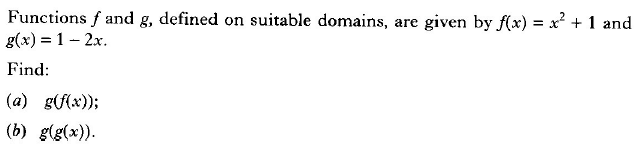 Functions f and g, defined on suitable domains, are given by f(x) = x² + 1 and
g(x) = 1 – 2x.
Find:
(a) g(f(x));
(b) g(g(x)).